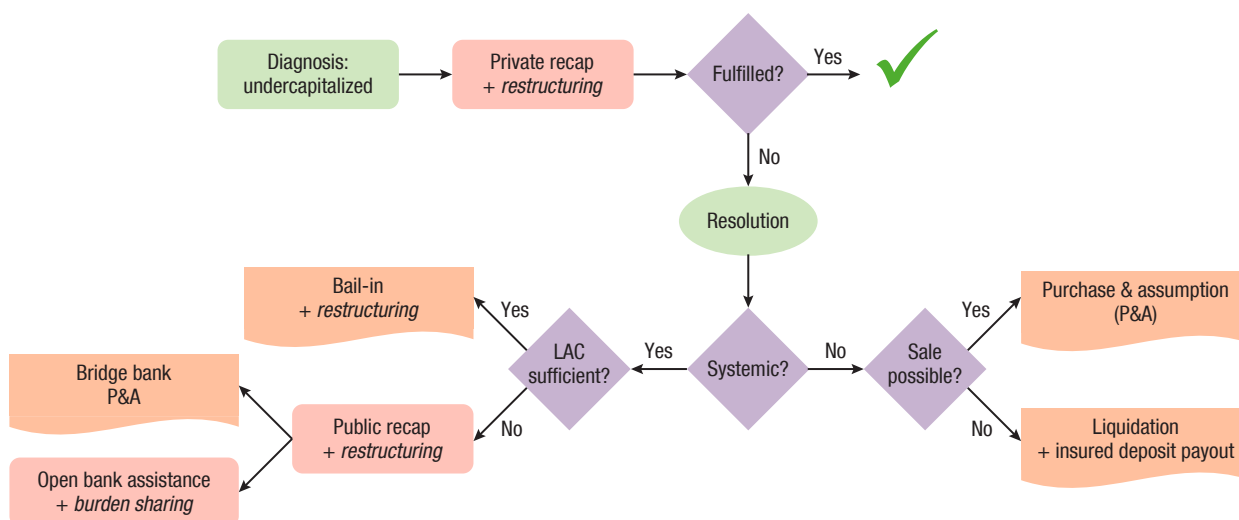 Diagnosis:
undercapitalized
Private recap
+ restructuring
Fulfilled?
Yes
No
Resolution
Bail-in
+ restructuring
Yes
LAC
sufficient?
Yes
Systemic?
No
Sale
possible?
Yes
Purchase & assumption
(P&A)
Bridge bank
P&A
Public recap
+ restructuring
No
No
Liquidation
+ insured deposit payout
Open bank assistance
+ burden sharing